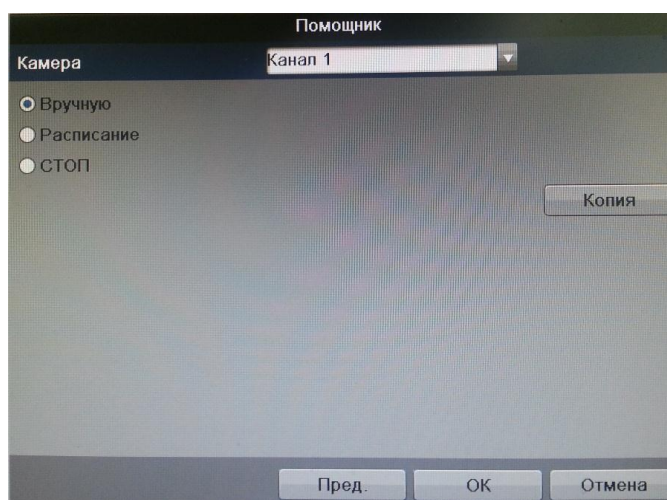 Помощник
Камера Канал 1
Вручную
Расписание
СТОП
Копия
Пред. OK Отмена